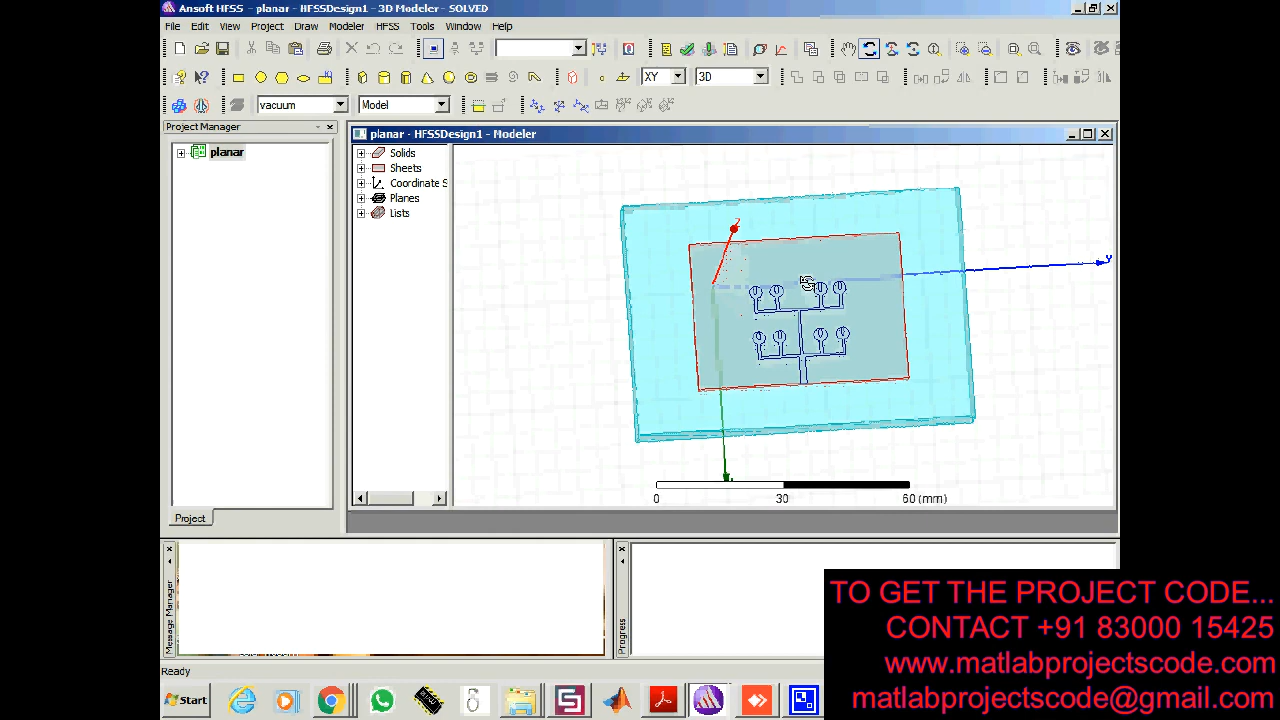 Ansoft HFSS - planar - HFSSDesign1 - 3D Modeler - SOLVED
File Edit View Project Draw Modeler HFSS Tools Window Help
XY 3D
vacuum Model
Project Manager
planar
Project
planar - HFSSDesign1 - Modeler
Solids
Sheets
Coordinate S
Planes
Lists
Z
Y
0 30 60 (mm)
Message Manager
Progress
Ready
Start
TO GET THE PROJECT CODE...
CONTACT +91 83000 15425
www.matlabprojectscode.com
matlabprojectscode@gmail.com